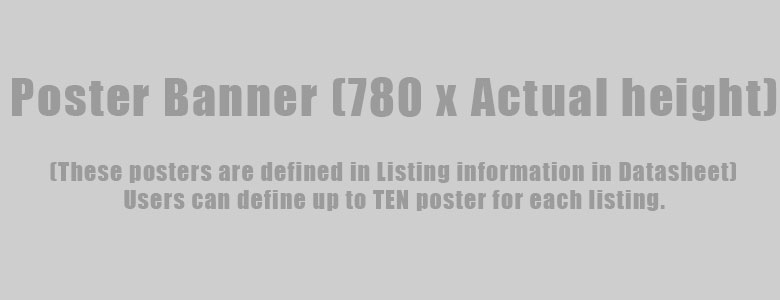 Poster Banner (780 x Actual height)
(These posters are defined in Listing information in Datasheet)
Users can define up to TEN poster for each listing.